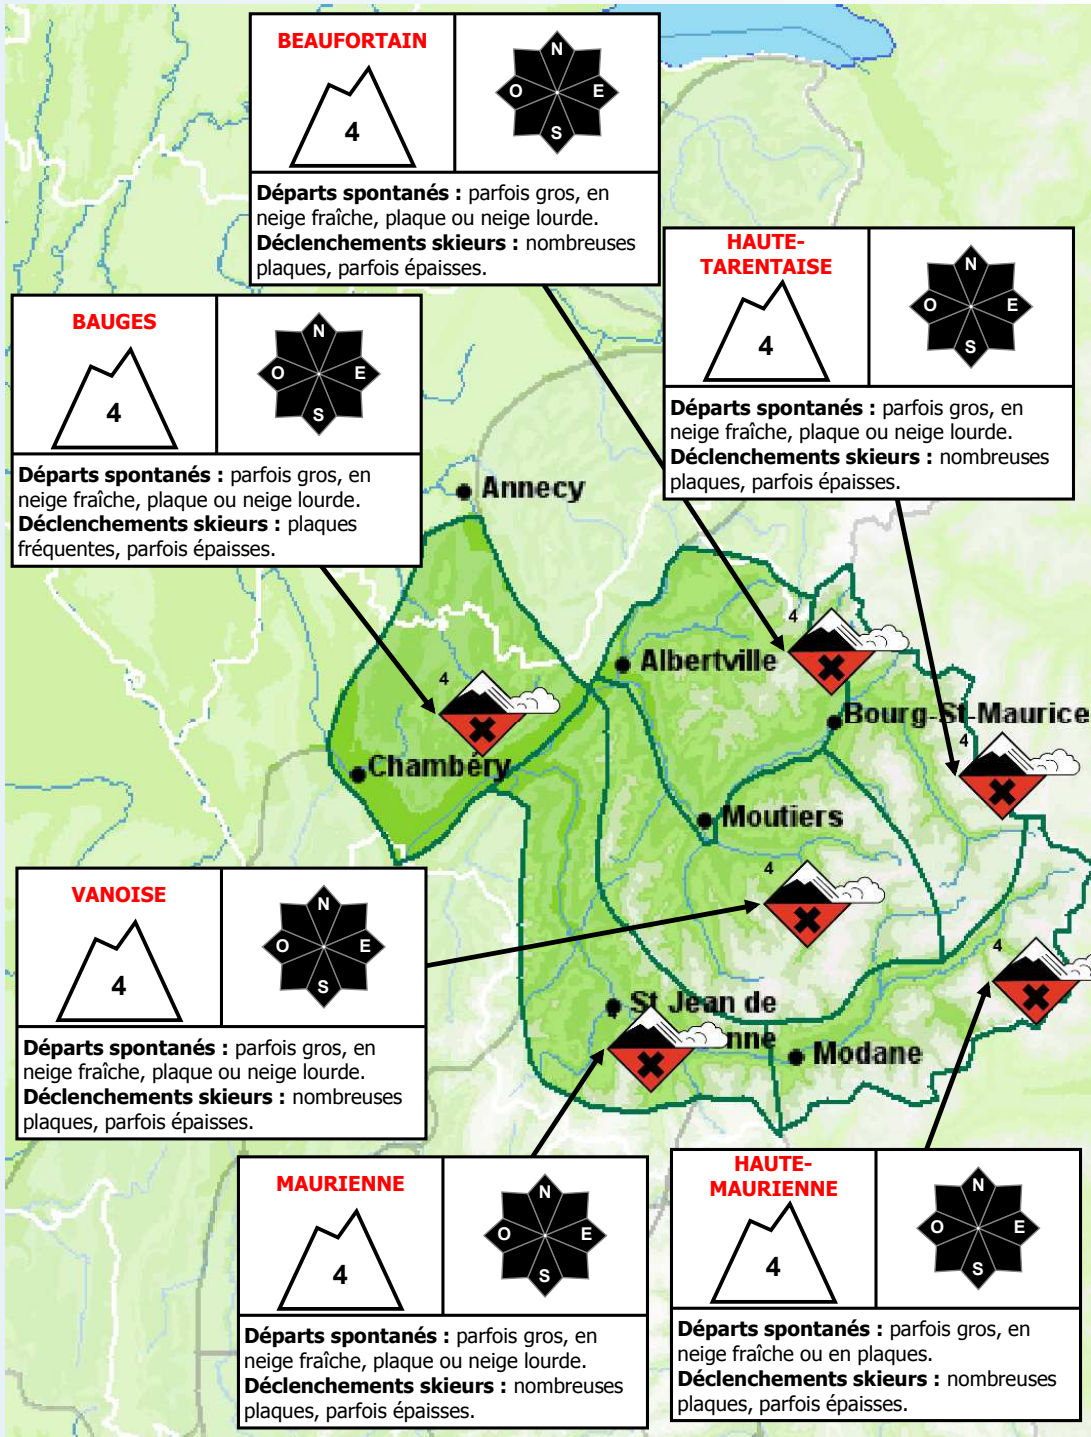 BEAUFORTAIN
4
N
O
E
S
Départs spontanés : parfois gros, en
neige fraîche, plaque ou neige lourde.
Déclenchements skieurs : nombreuses
plaques, parfois épaisses.
HAUTE-
TARENTAISE
4
N
O
E
S
Départs spontanés : parfois gros, en
neige fraîche, plaque ou neige lourde.
Déclenchements skieurs : nombreuses
plaques, parfois épaisses.
BAUGES
4
N
O
E
S
Départs spontanés : parfois gros, en
neige fraîche, plaque ou neige lourde.
Déclenchements skieurs : plaques
fréquentes, parfois épaisses.
Annecy
4
Albertville
4
Bourg-St-Maurice
4
Chambéry
Moutiers
4
VANOISE
4
N
O
E
S
Départs spontanés : parfois gros, en
neige fraîche, plaque ou neige lourde.
Déclenchements skieurs : nombreuses
plaques, parfois épaisses.
4
St Jean de
nne
4
Modane
MAURIENNE
4
N
O
E
S
Départs spontanés : parfois gros, en
neige fraîche, plaque ou neige lourde.
Déclenchements skieurs : nombreuses
plaques, parfois épaisses.
HAUTE-
MAURIENNE
4
N
O
E
S
Départs spontanés : parfois gros, en
neige fraîche ou en plaques.
Déclenchements skieurs : nombreuses
plaques, parfois épaisses.